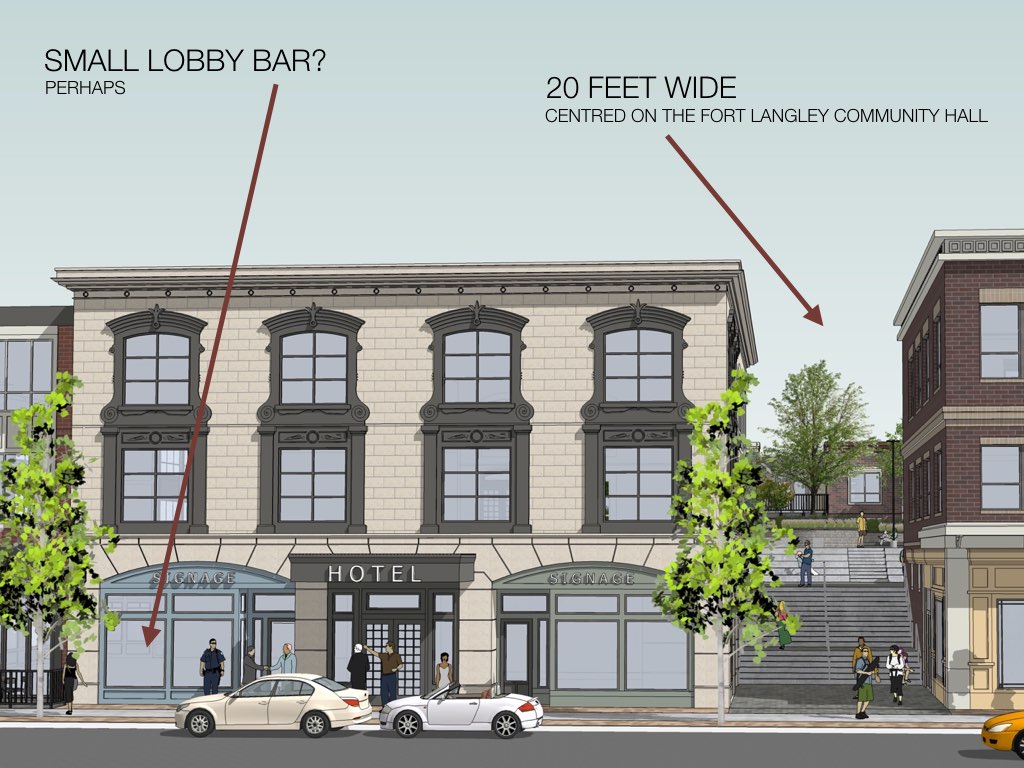 SMALL LOBBY BAR?
PERHAPS
20 FEET WIDE
CENTRED ON THE FORT LANGLEY COMMUNITY HALL
SIGNAGE
HOTEL
SIGNAGE